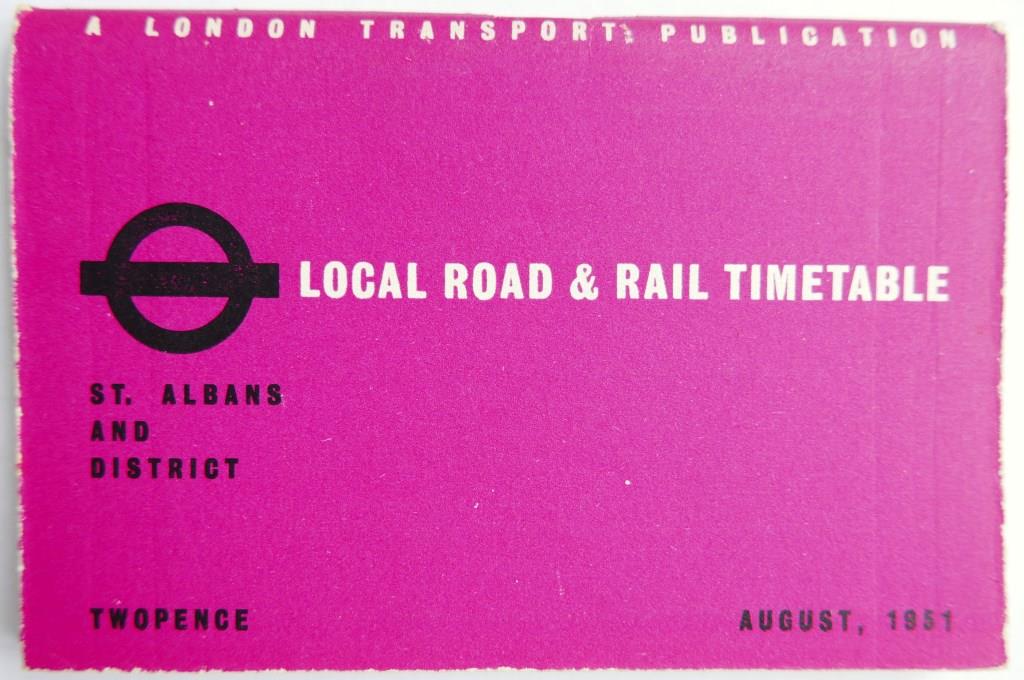 A LONDON TRANSPORT PUBLICATION
LOCAL ROAD & RAIL TIMETABLE
ST. ALBANS
AND
DISTRICT
TWOPENCE
AUGUST, 1951